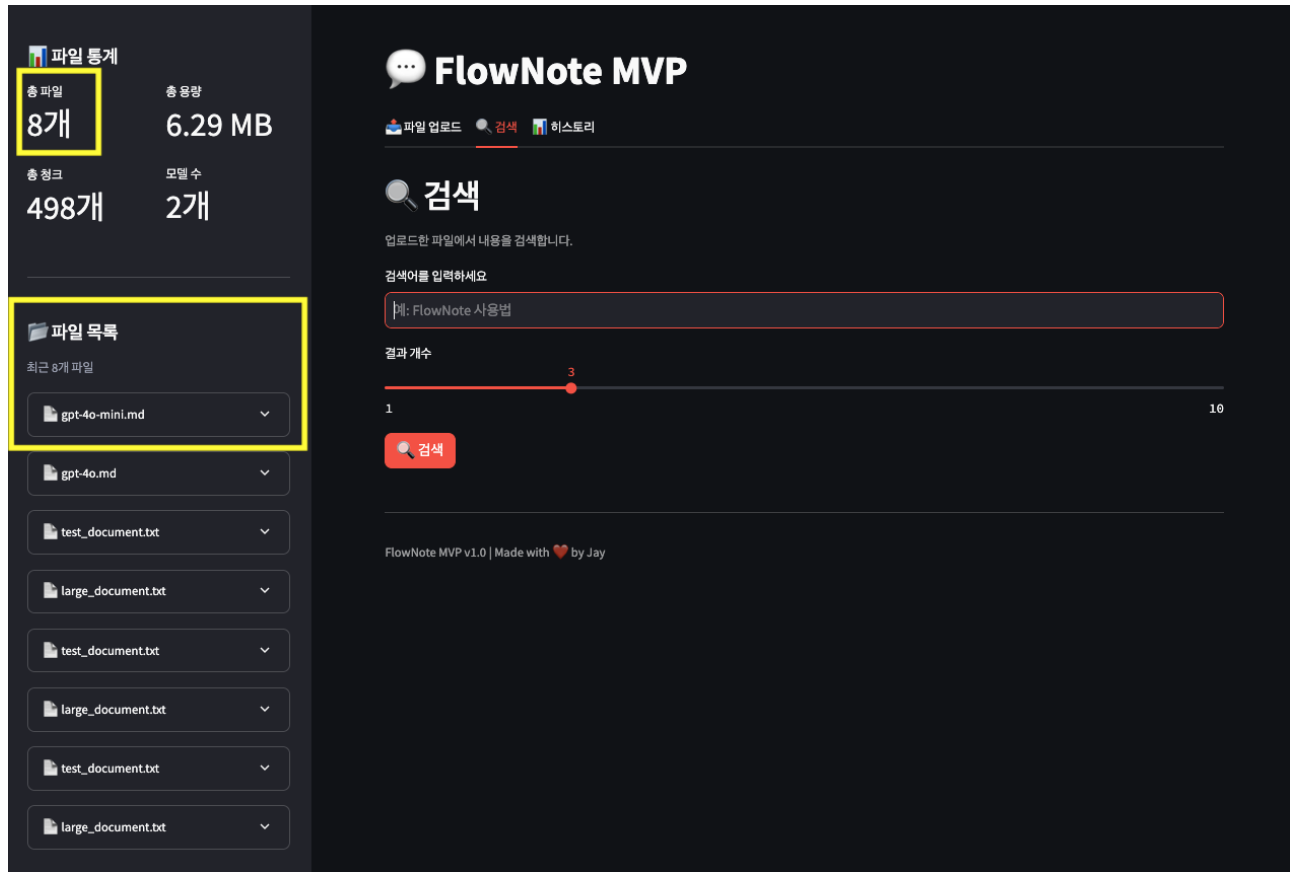 파일 통계
총 파일
8개
총 용량
6.29 MB
총 청크
498개
모델 수
2개
파일 목록
최근 8개 파일
gpt-4o-mini.md
gpt-4o.md
test_document.txt
large_document.txt
test_document.txt
large_document.txt
test_document.txt
large_document.txt
FlowNote MVP
파일 업로드 검색 히스토리
검색
업로드한 파일에서 내용을 검색합니다.
검색어를 입력하세요
예: FlowNote 사용법
결과 개수
3
1 10
검색
FlowNote MVP v1.0 | Made with ❤️ by Jay